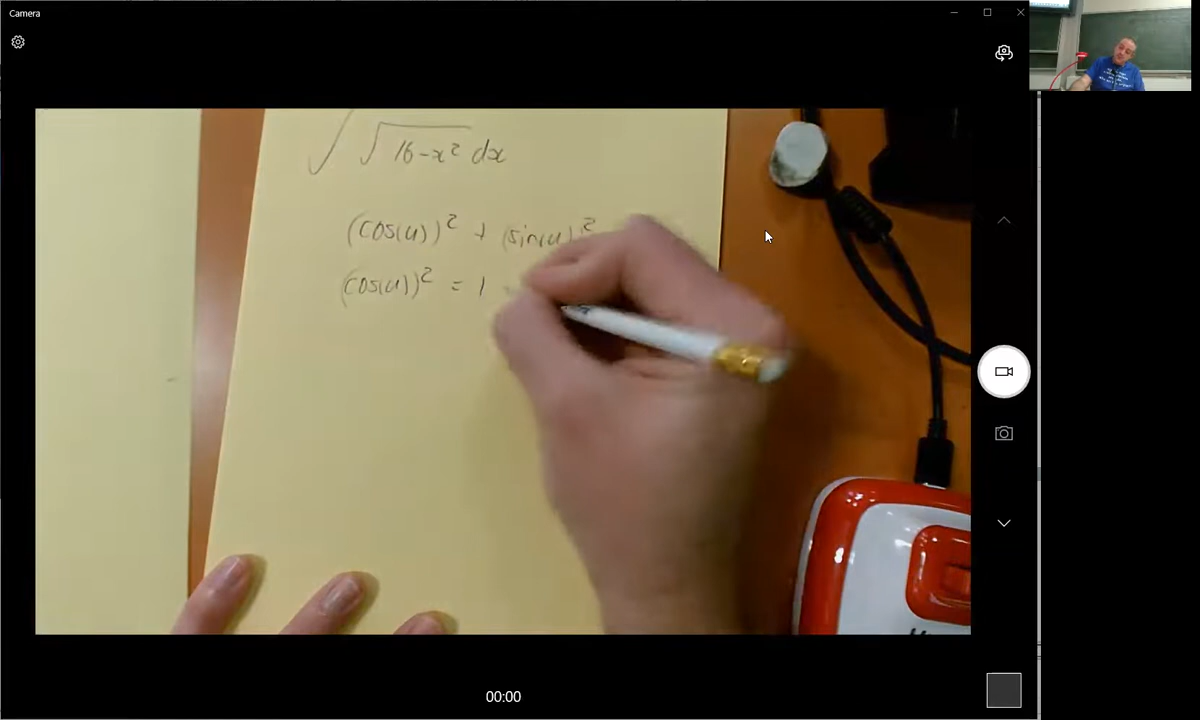 Camera
∫ √(16-x²) dx
(cos(u))² + (sin(u))²
(cos(u))² = 1
00:00